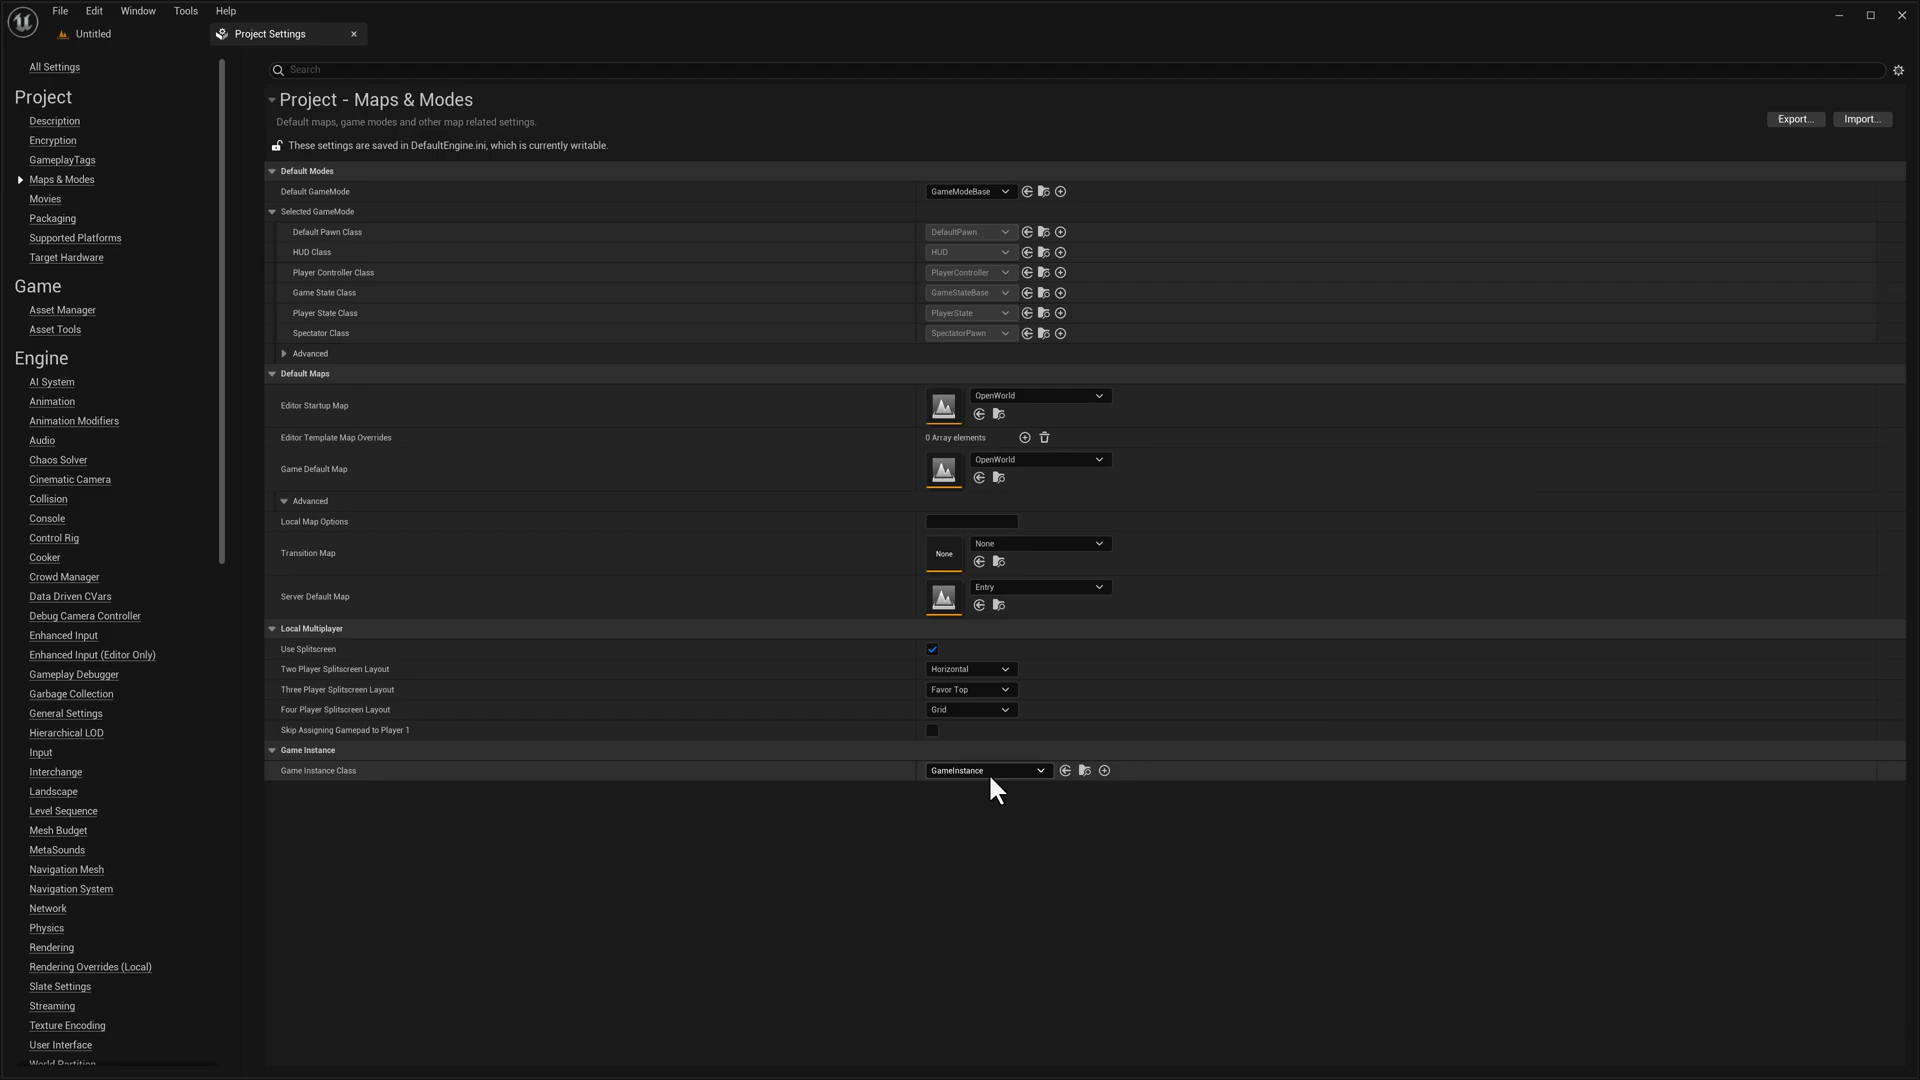 File Edit Window Tools Help
Untitled
Project Settings
All Settings
Project
Description
Encryption
GameplayTags
Maps & Modes
Movies
Packaging
Supported Platforms
Target Hardware
Game
Asset Manager
Asset Tools
Engine
AI System
Animation
Animation Modifiers
Audio
Chaos Solver
Cinematic Camera
Collision
Console
Control Rig
Cooker
Crowd Manager
Data Driven CVars
Debug Camera Controller
Enhanced Input
Enhanced Input (Editor Only)
Gameplay Debugger
Garbage Collection
General Settings
Hierarchical LOD
Input
Interchange
Landscape
Level Sequence
Mesh Budget
MetaSounds
Navigation Mesh
Navigation System
Network
Physics
Rendering
Rendering Overrides (Local)
Slate Settings
Streaming
Texture Encoding
User Interface
World Partition
Search
Project - Maps & Modes
Default maps, game modes and other map related settings.
Export... Import...
These settings are saved in DefaultEngine.ini, which is currently writable.
Default Modes
Default GameMode GameModeBase
Selected GameMode
Default Pawn Class DefaultPawn
HUD Class HUD
Player Controller Class PlayerController
Game State Class GameStateBase
Player State Class PlayerState
Spectator Class SpectatorPawn
Advanced
Default Maps
Editor Startup Map OpenWorld
Editor Template Map Overrides 0 Array elements
Game Default Map OpenWorld
Advanced
Local Map Options
Transition Map None None
Server Default Map Entry
Local Multiplayer
Use Splitscreen
Two Player Splitscreen Layout Horizontal
Three Player Splitscreen Layout Favor Top
Four Player Splitscreen Layout Grid
Skip Assigning Gamepad to Player 1
Game Instance
Game Instance Class GameInstance